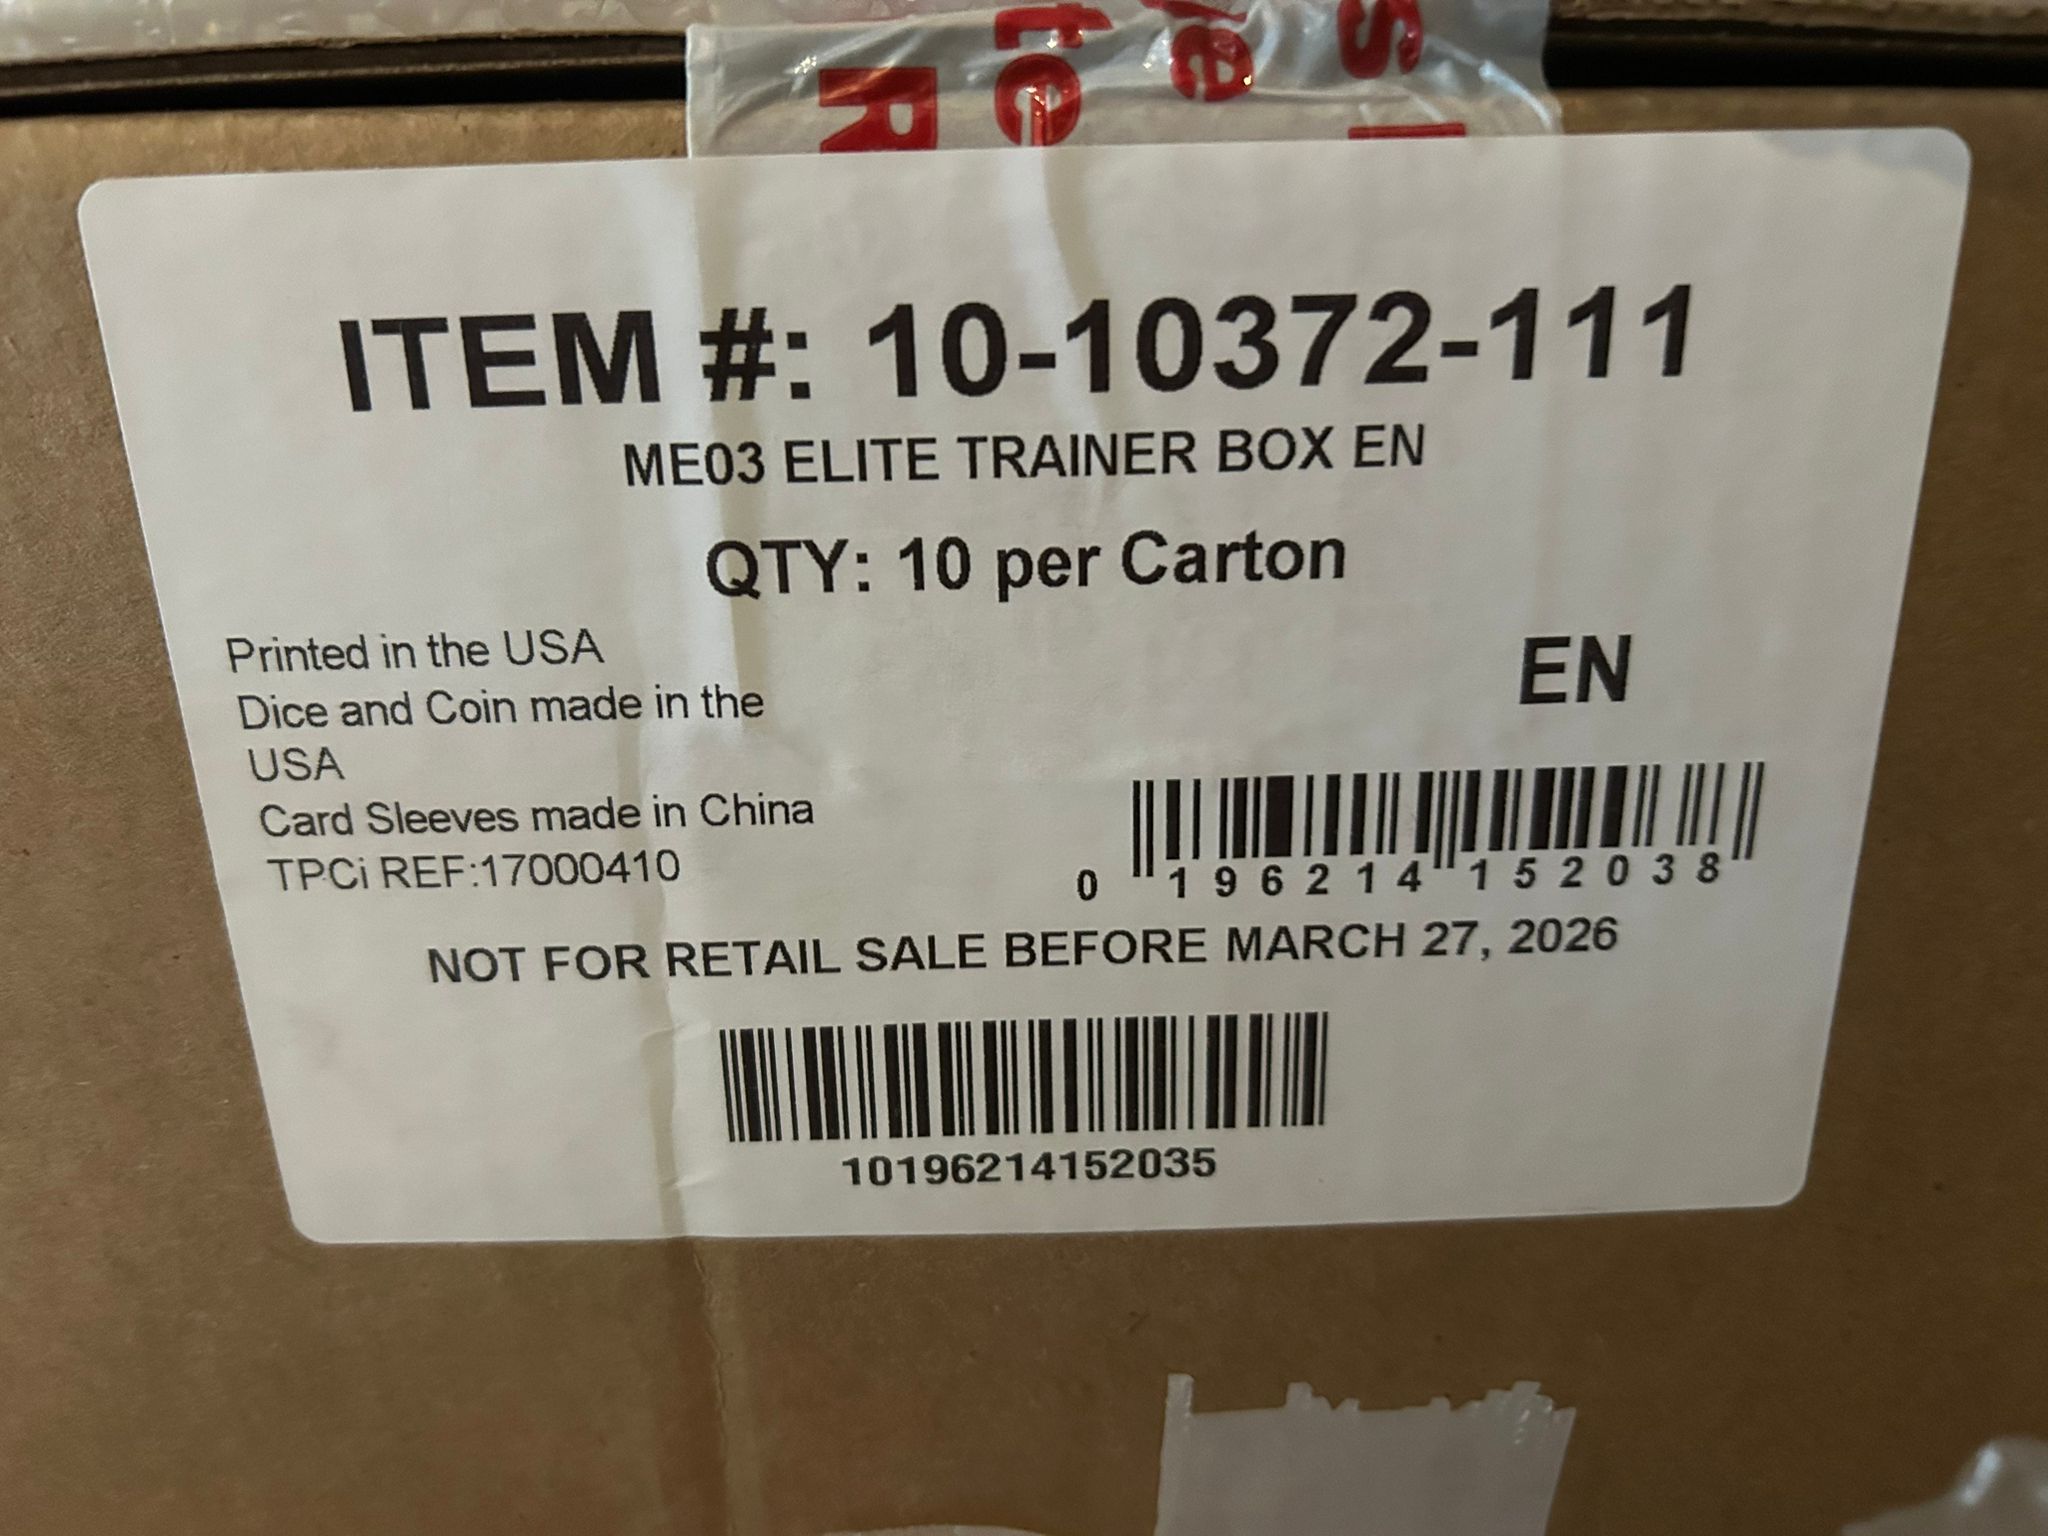 ITEM #: 10-10372-111
ME03 ELITE TRAINER BOX EN
QTY: 10 per Carton
Printed in the USA
Dice and Coin made in the
USA
Card Sleeves made in China
TPCi REF:17000410
EN
0 196214 152038
NOT FOR RETAIL SALE BEFORE MARCH 27, 2026
10196214152035